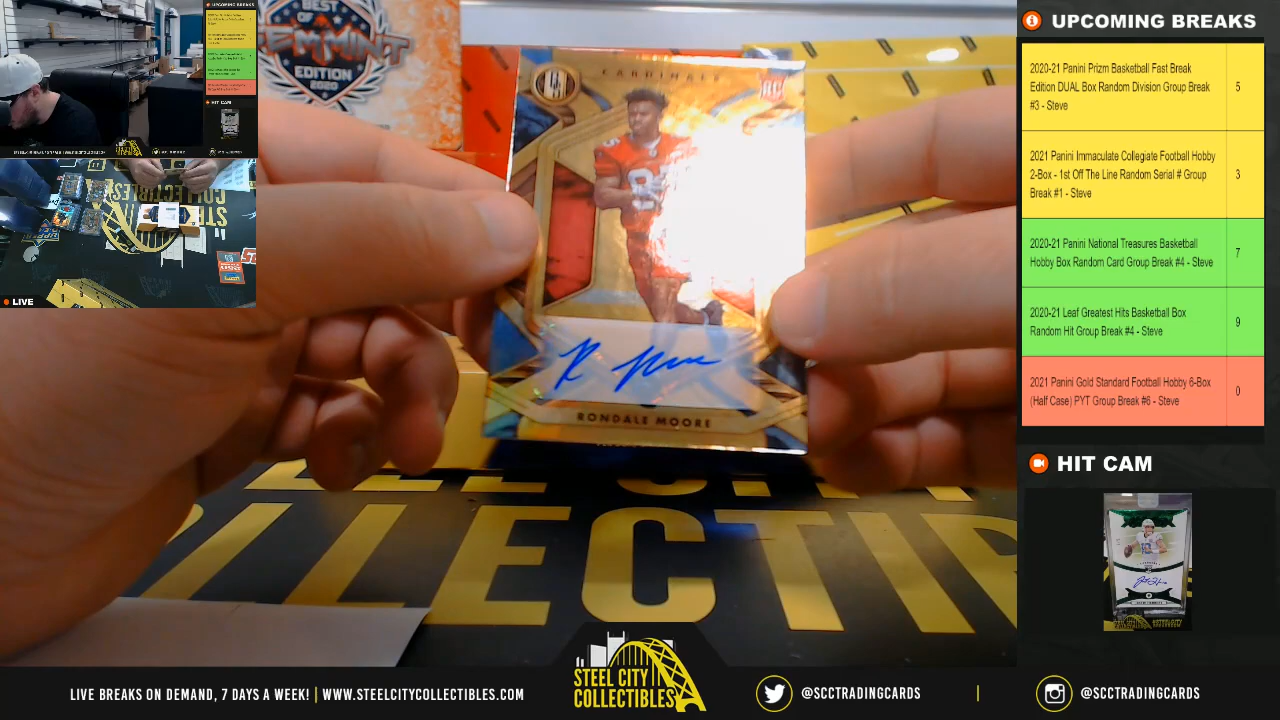 BEST
OF
EMMINT
EDITION
2020
CARDINALS
RC
RONDALE MOORE
COLLECTIBLES
UPCOMING BREAKS
2020-21 Panini Prizm Basketball Fast Break
Edition DUAL Box Random Division Group Break
#3 - Steve
5
2021 Panini Immaculate Collegiate Football Hobby
2-Box - 1st Off The Line Random Serial # Group
Break #1 - Steve
3
2020-21 Panini National Treasures Basketball
Hobby Box Random Card Group Break #4 - Steve
7
2020-21 Leaf Greatest Hits Basketball Box
Random Hit Group Break #4 - Steve
9
2021 Panini Gold Standard Football Hobby 6-Box
(Half Case) PYT Group Break #6 - Steve
0
HIT CAM
LIVE
LLECTIB
LIVE BREAKS ON DEMAND, 7 DAYS A WEEK! | WWW.STEELCITYCOLLECTIBLES.COM
STEEL CITY
COLLECTIBLES
@SCCTRADINGCARDS
@SCCTRADINGCARDS